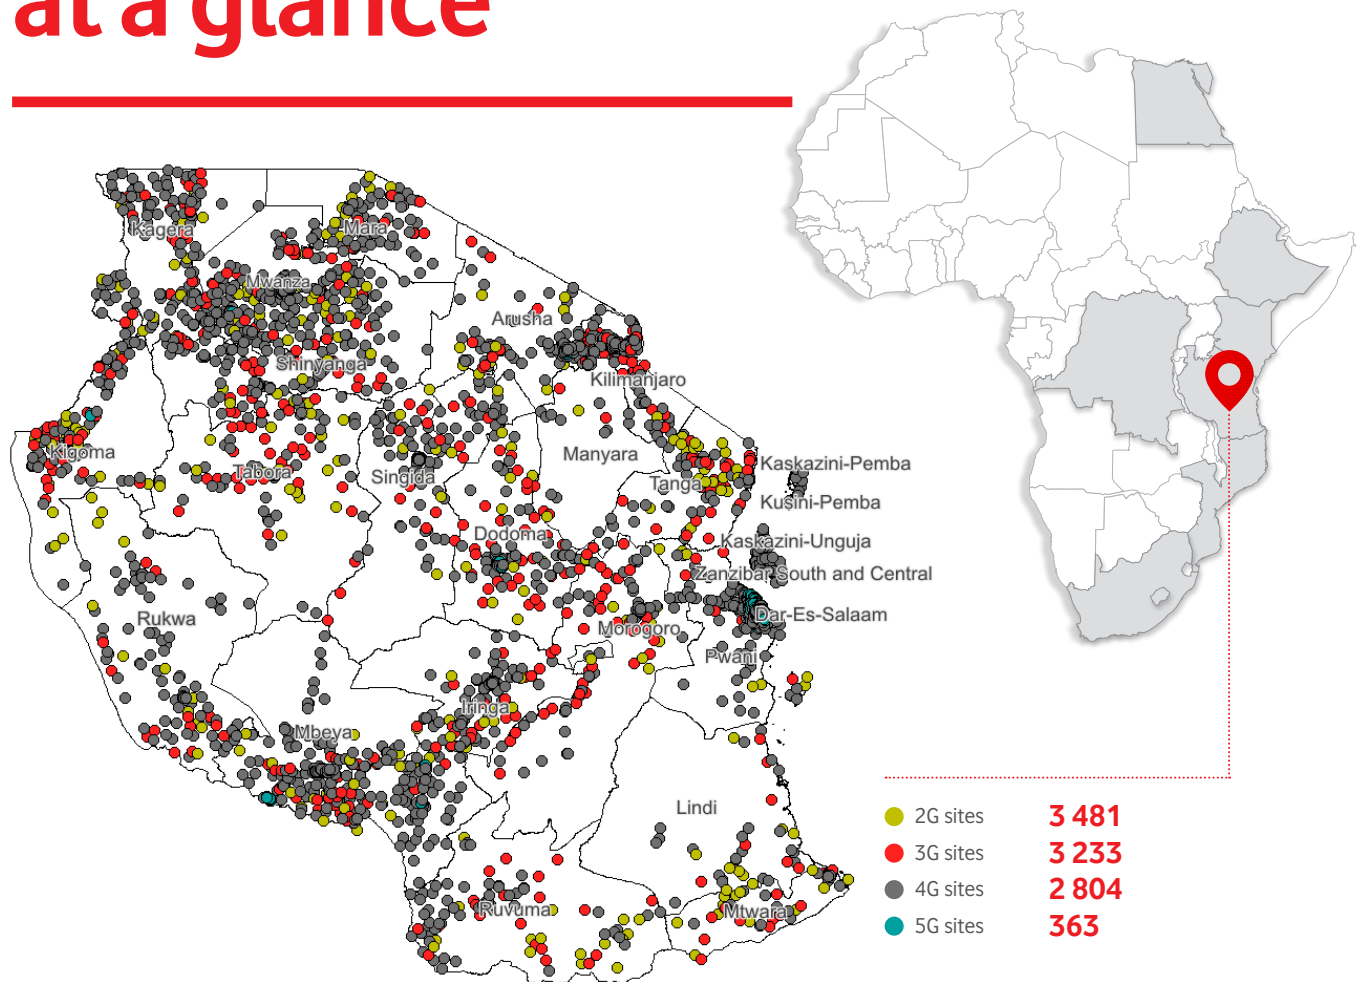 at a glance
Kagera
Mara
Mwanza
Arusha
Shinyanga
Kilimanjaro
Kigoma
Manyara
Kaskazini-Pemba
Tabora
Singida
Tanga
Kusini-Pemba
Dodoma
Kaskazini-Unguja
Zanzibar South and Central
Rukwa
Dar-Es-Salaam
Morogoro
Pwani
Iringa
Mbeya
Lindi
Ruvuma
Mtwara
2G sites 3 481
3G sites 3 233
4G sites 2 804
5G sites 363